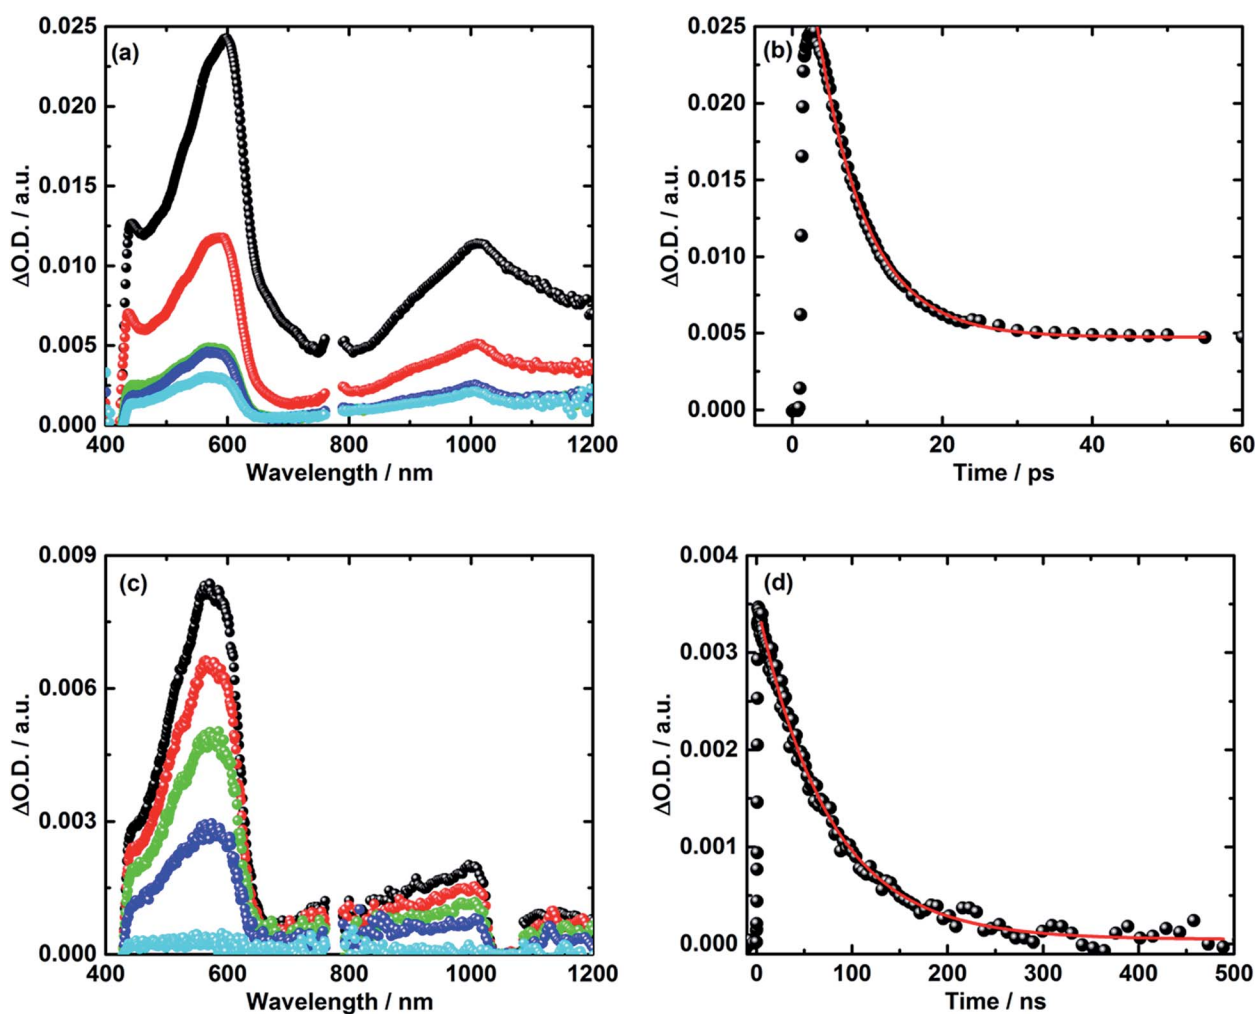 (a)
0.025
0.020
0.015
0.010
0.005
0.000
ΔO.D. / a.u.
400 600 800 1000 1200
Wavelength / nm
(b)
0.025
0.020
0.015
0.010
0.005
0.000
ΔO.D. / a.u.
0 20 40 60
Time / ps
(c)
0.009
0.006
0.003
0.000
ΔO.D. / a.u.
400 600 800 1000 1200
Wavelength / nm
(d)
0.004
0.003
0.002
0.001
0.000
ΔO.D. / a.u.
0 100 200 300 400 500
Time / ns